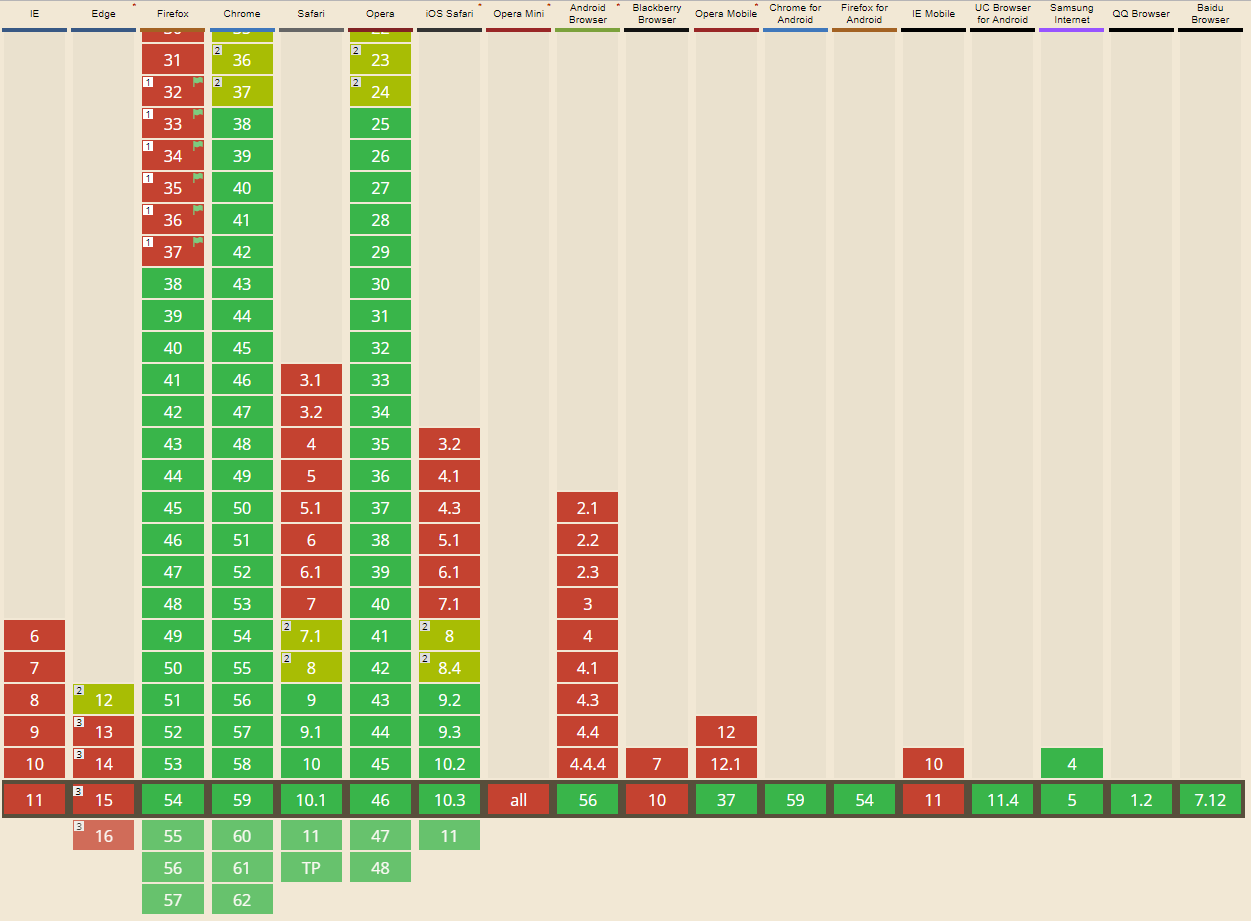 IE Edge * Firefox Chrome Safari Opera iOS Safari * Opera Mini * Android Browser * Blackberry Browser Opera Mobile * Chrome for Android Firefox for Android IE Mobile UC Browser for Android Samsung Internet QQ Browser Baidu Browser
31 2 36 2 23
1 32 2 37 2 24
1 33 38 25
1 34 39 26
1 35 40 27
1 36 41 28
1 37 42 29
38 43 30
39 44 31
40 45 32
41 46 3.1 33
42 47 3.2 34
43 48 4 35 3.2
44 49 5 36 4.1
45 50 5.1 37 4.3 2.1
46 51 6 38 5.1 2.2
47 52 6.1 39 6.1 2.3
48 53 7 40 7.1 3
6 49 54 2 7.1 41 2 8 4
7 50 55 2 8 42 2 8.4 4.1
8 2 12 51 56 9 43 9.2 4.3
9 3 13 52 57 9.1 44 9.3 4.4 12
10 3 14 53 58 10 45 10.2 4.4.4 7 12.1 10 4
11 3 15 54 59 10.1 46 10.3 all 56 10 37 59 54 11 11.4 5 1.2 7.12
3 16 55 60 11 47 11
56 61 TP 48
57 62